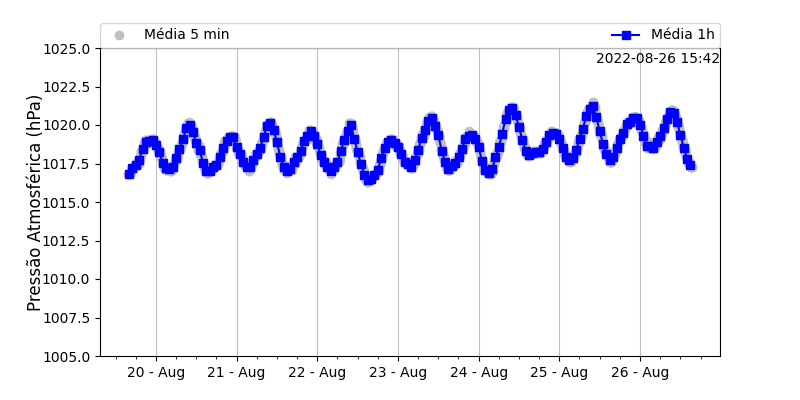 Média 5 min
Média 1h
2022-08-26 15:42
Pressão Atmosférica (hPa)
1025.0
1022.5
1020.0
1017.5
1015.0
1012.5
1010.0
1007.5
1005.0
20 - Aug
21 - Aug
22 - Aug
23 - Aug
24 - Aug
25 - Aug
26 - Aug